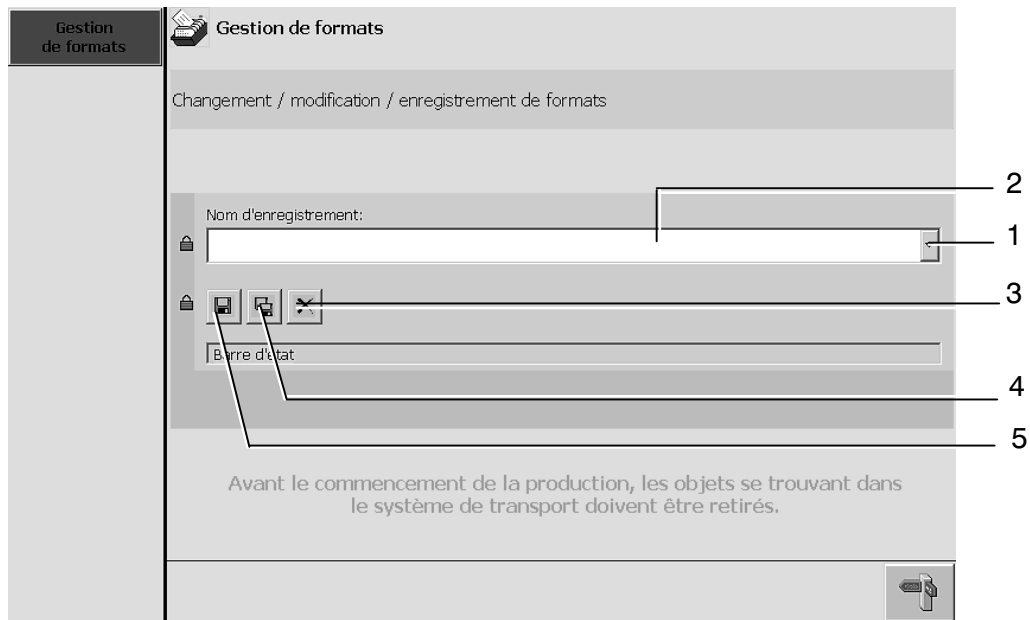 Gestion
de formats
Gestion de formats
Changement / modification / enregistrement de formats
2
Nom d'enregistrement:
1
3
Barre d'état
4
5
Avant le commencement de la production, les objets se trouvant dans
le système de transport doivent être retirés.